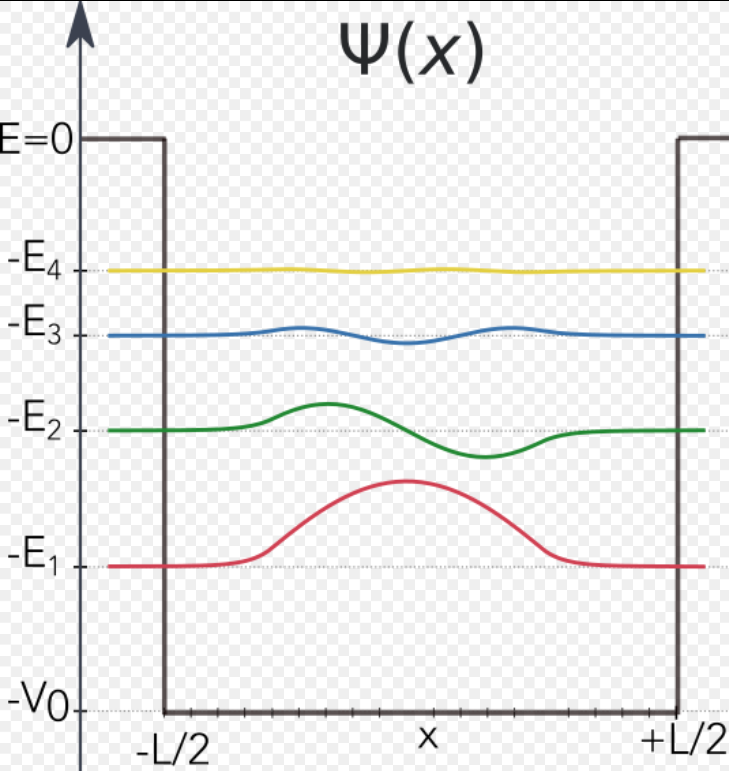 Ψ(x)
E=0
-E₄
-E₃
-E₂
-E₁
-V0
-L/2 x +L/2